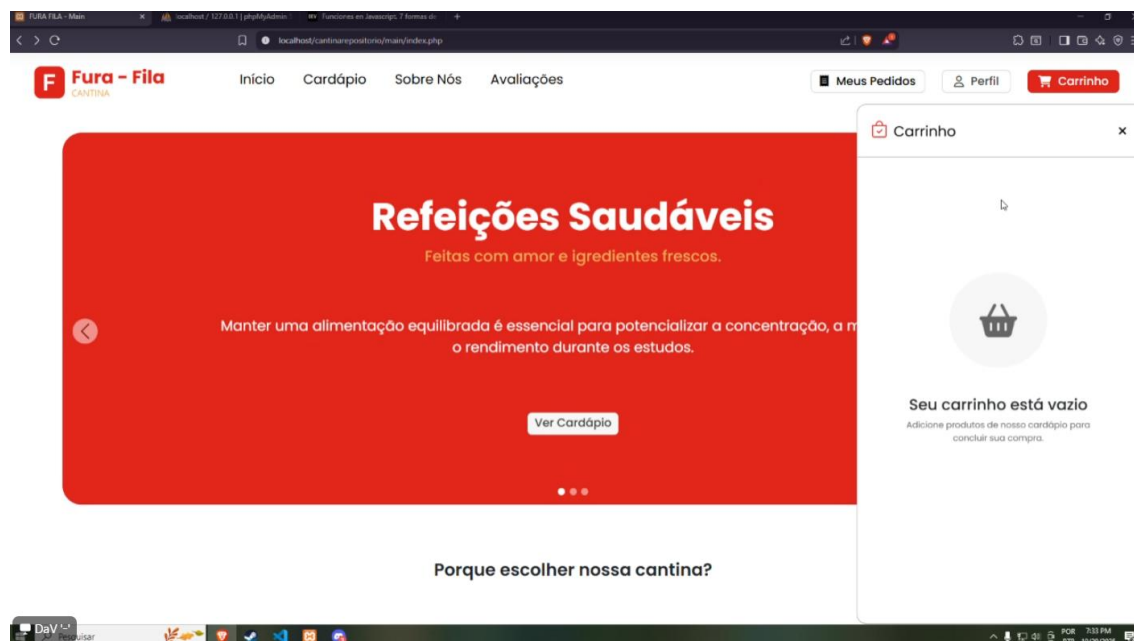 FURA FILA - Main
localhost / 127.0.0.1 | phpMyAdmin
Funciones en Javascript: 7 formas de
localhost/cantinarepositorio/main/index.php
F
Fura - Fila
CANTINA
Início
Cardápio
Sobre Nós
Avaliações
Meus Pedidos
Perfil
Carrinho
Carrinho
Refeições Saudáveis
Feitas com amor e igredientes frescos.
Manter uma alimentação equilibrada é essencial para potencializar a concentração, a m
o rendimento durante os estudos.
Ver Cardápio
Seu carrinho está vazio
Adicione produtos de nosso cardápio para
concluir sua compra.
Porque escolher nossa cantina?
DaV '-'
Pesquisar
POR
7:33 PM